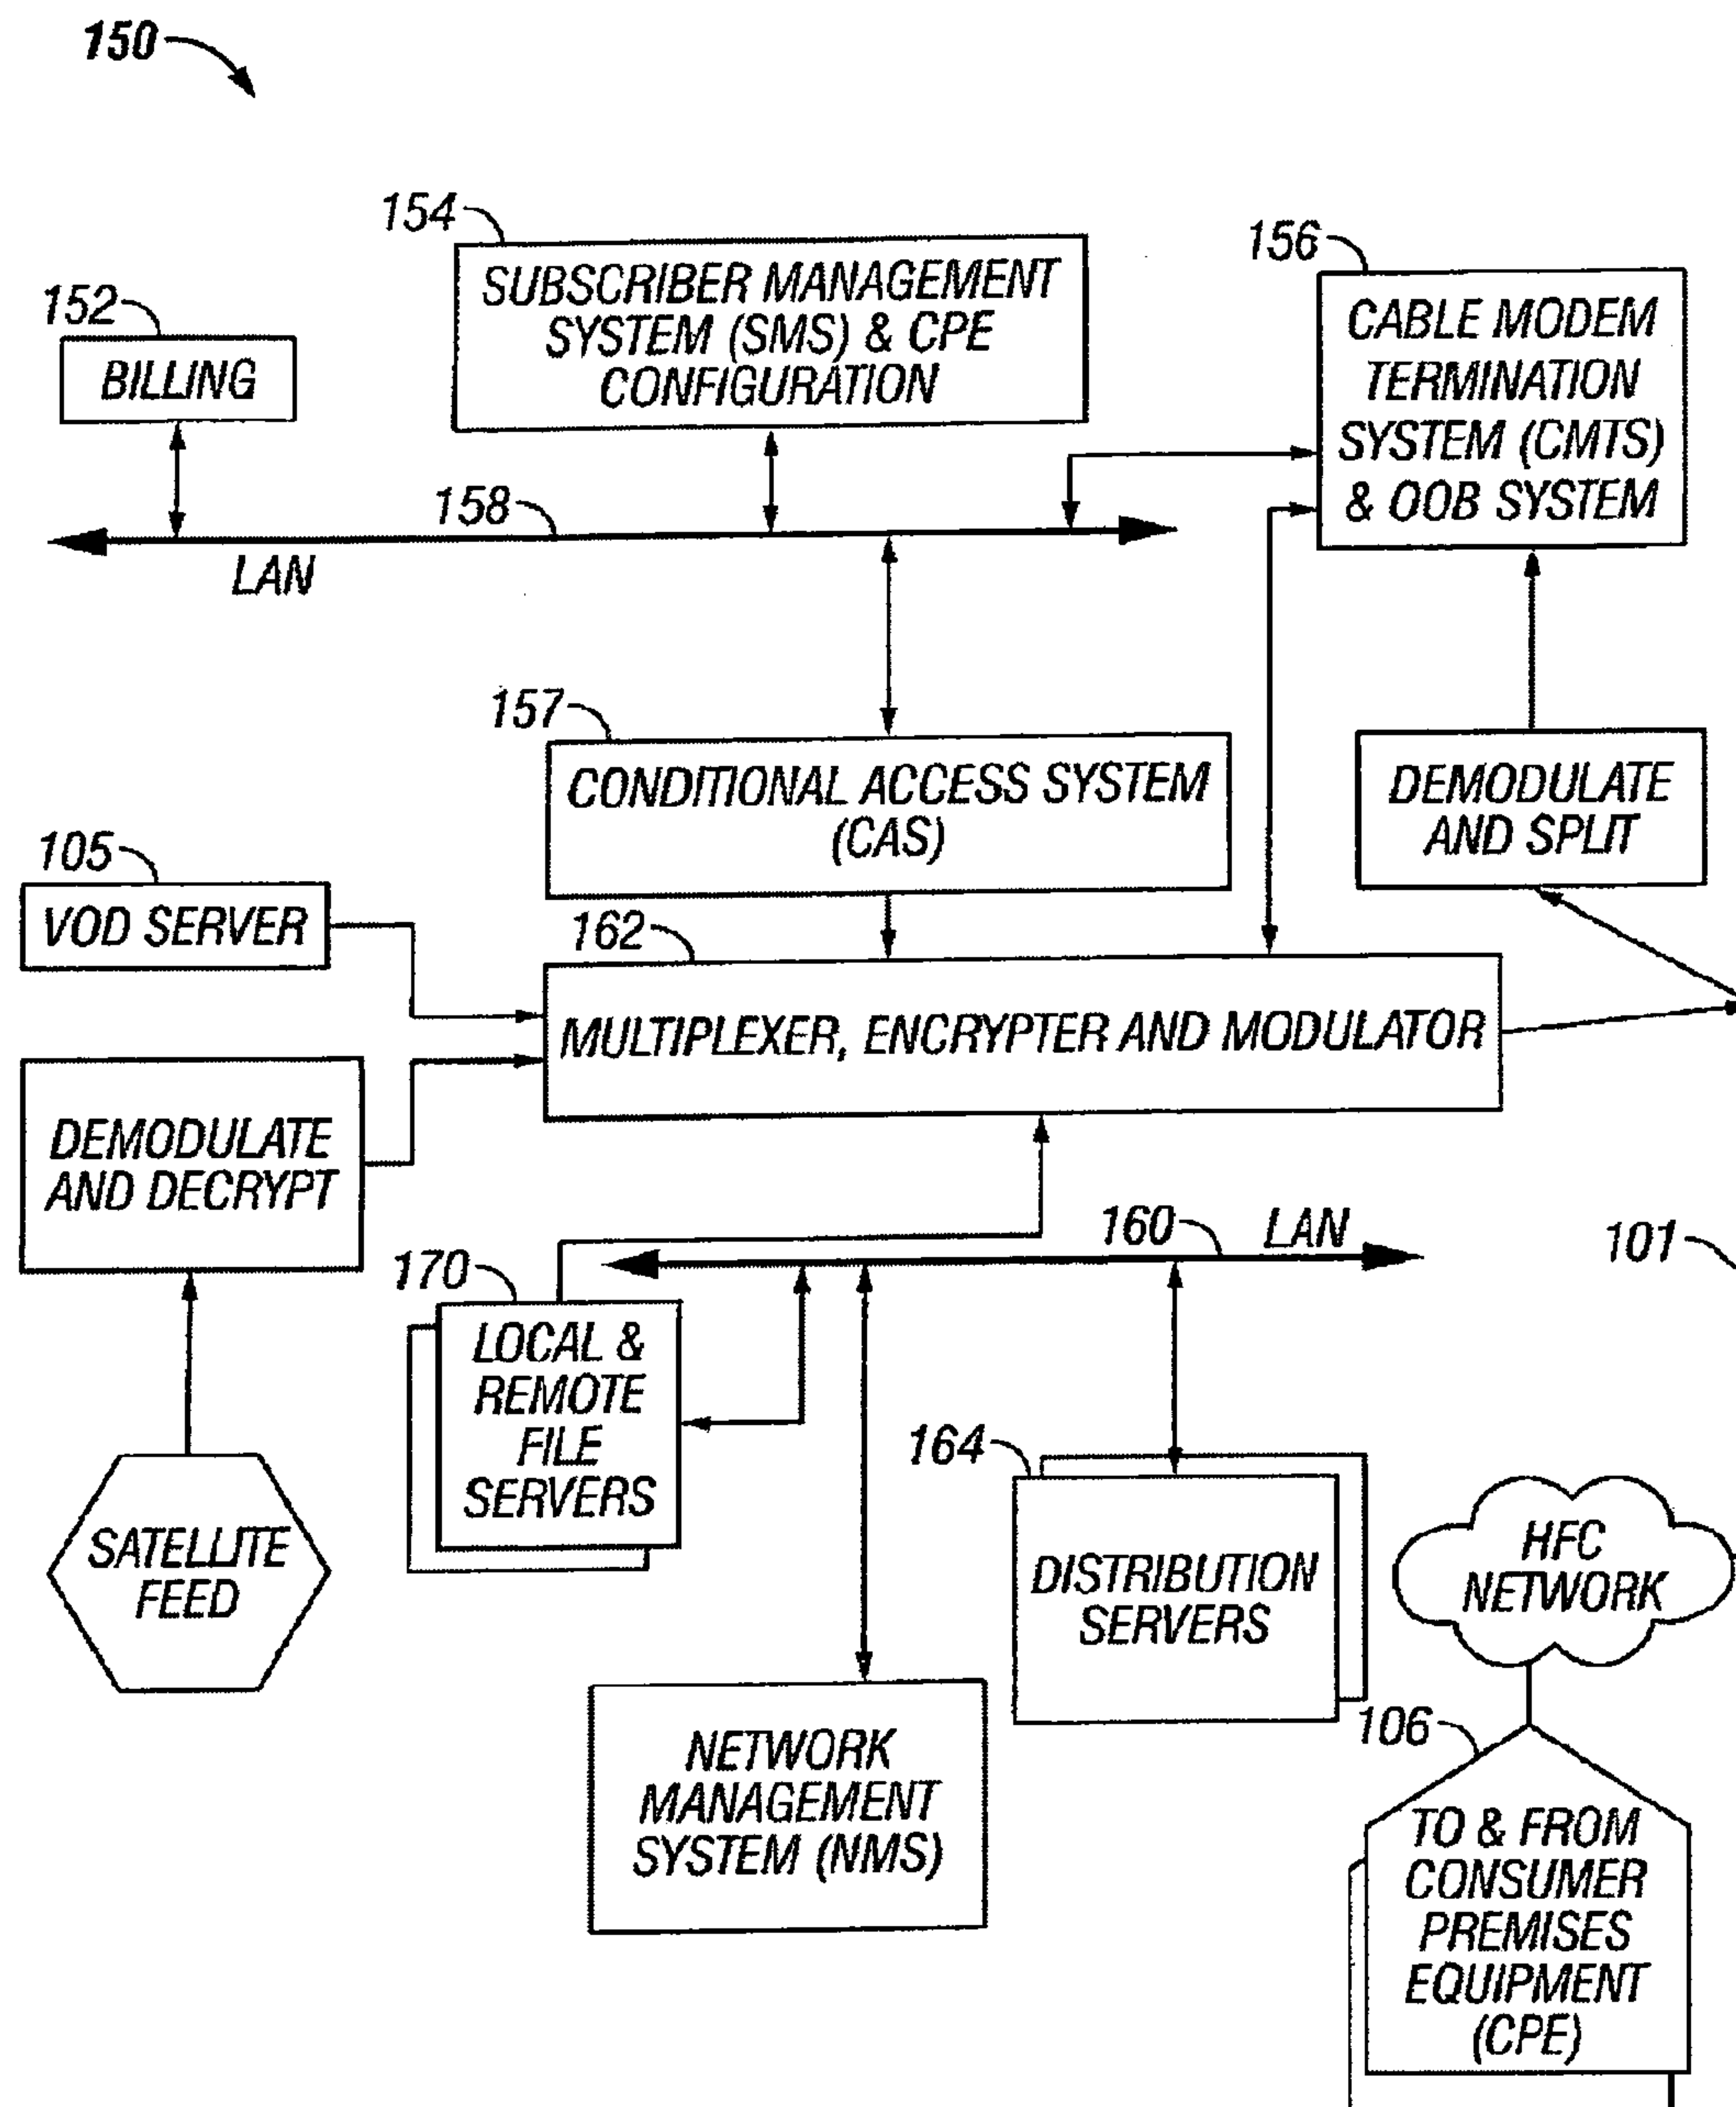 150
154
SUBSCRIBER MANAGEMENT
SYSTEM (SMS) & CPE
CONFIGURATION
156
CABLE MODEM
TERMINATION
SYSTEM (CMTS)
& OOB SYSTEM
152
BILLING
158
LAN
157
CONDITIONAL ACCESS SYSTEM
(CAS)
DEMODULATE
AND SPLIT
105
VOD SERVER
162
MULTIPLEXER, ENCRYPTER AND MODULATOR
DEMODULATE
AND DECRYPT
160
LAN
101
170
LOCAL &
REMOTE
FILE
SERVERS
164
DISTRIBUTION
SERVERS
SATELLITE
FEED
HFC
NETWORK
NETWORK
MANAGEMENT
SYSTEM (NMS)
106
TO & FROM
CONSUMER
PREMISES
EQUIPMENT
(CPE)